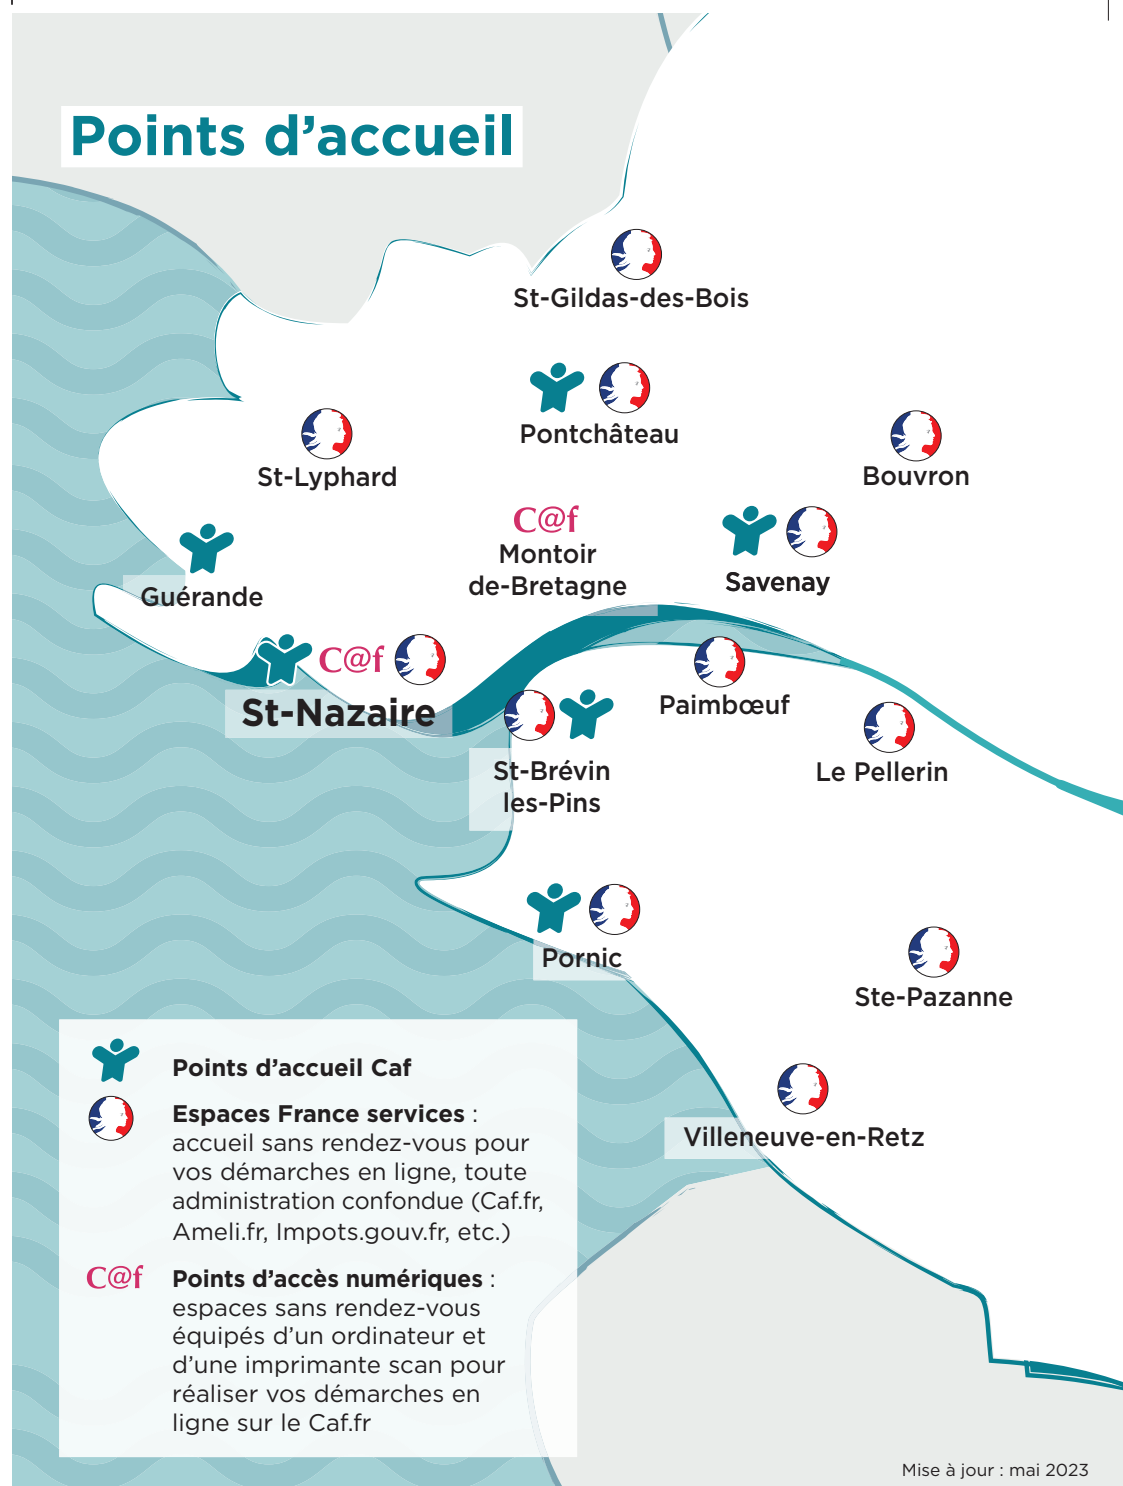 Points d'accueil
St-Gildas-des-Bois
Pontchâteau
St-Lyphard
Bouvron
C@f
Montoir
de-Bretagne
Savenay
Guérande
C@f
St-Nazaire
Paimbœuf
St-Brévin
les-Pins
Le Pellerin
Pornic
Ste-Pazanne
Villeneuve-en-Retz
Points d'accueil Caf
Espaces France services :
accueil sans rendez-vous pour
vos démarches en ligne, toute
administration confondue (Caf.fr,
Ameli.fr, Impots.gouv.fr, etc.)
C@f
Points d'accès numériques :
espaces sans rendez-vous
équipés d'un ordinateur et
d'une imprimante scan pour
réaliser vos démarches en
ligne sur le Caf.fr
Mise à jour : mai 2023